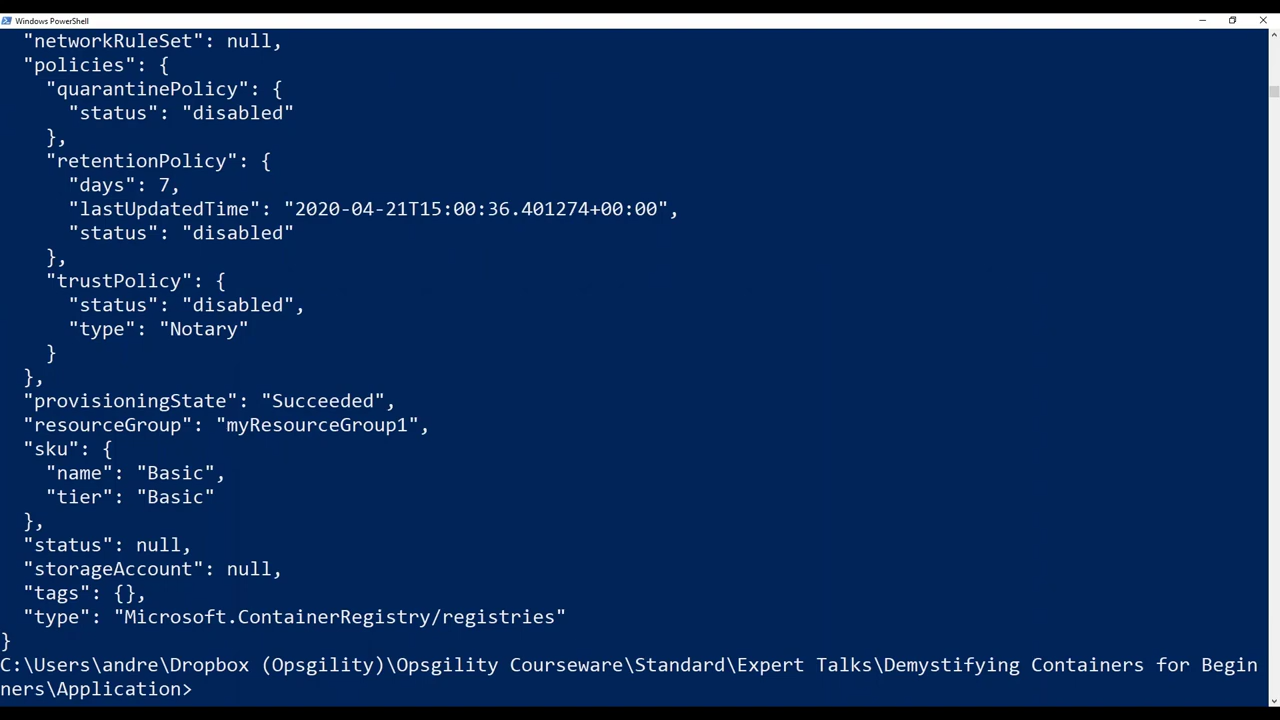 Windows PowerShell
"networkRuleSet": null,
"policies": {
"quarantinePolicy": {
"status": "disabled"
},
"retentionPolicy": {
"days": 7,
"lastUpdatedTime": "2020-04-21T15:00:36.401274+00:00",
"status": "disabled"
},
"trustPolicy": {
"status": "disabled",
"type": "Notary"
}
},
"provisioningState": "Succeeded",
"resourceGroup": "myResourceGroup1",
"sku": {
"name": "Basic",
"tier": "Basic"
},
"status": null,
"storageAccount": null,
"tags": {},
"type": "Microsoft.ContainerRegistry/registries"
}
C:\Users\andre\Dropbox (Opsgility)\Opsgility Courseware\Standard\Expert Talks\Demystifying Containers for Begin
ners\Application>